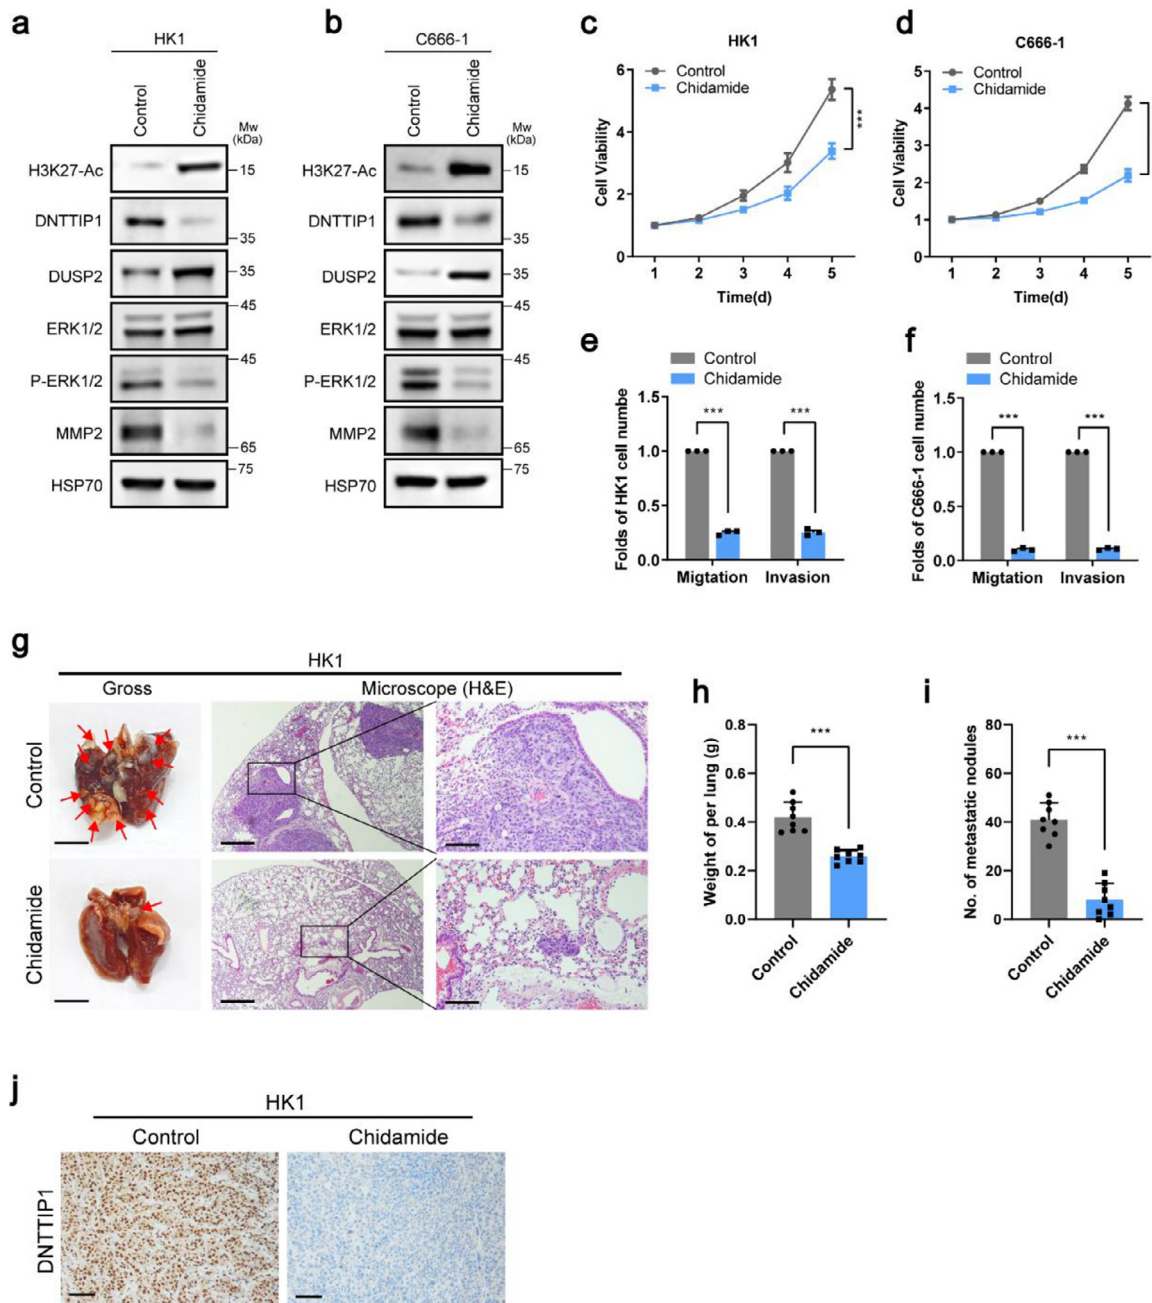 a
HK1
Control
Chidamide
Mw
(kDa)
H3K27-Ac
15
DNTTIP1
35
DUSP2
35
45
ERK1/2
45
P-ERK1/2
MMP2
65
75
HSP70
b
C666-1
Control
Chidamide
Mw
(kDa)
H3K27-Ac
15
DNTTIP1
35
DUSP2
35
45
ERK1/2
45
P-ERK1/2
MMP2
65
75
HSP70
c
HK1
Control
Chidamide
Cell Viability
6
4
2
0
***
1 2 3 4 5
Time(d)
d
C666-1
Control
Chidamide
Cell Viability
5
4
3
2
1
0
1 2 3 4 5
Time(d)
e
Control
Chidamide
Folds of HK1 cell numbe
1.5
1.0
0.5
0.0
*** ***
Migtation Invasion
f
Control
Chidamide
Folds of C666-1 cell numbe
1.5
1.0
0.5
0.0
*** ***
Migtation Invasion
g
HK1
Gross Microscope (H&E)
Control
Chidamide
h
Weight of per lung (g)
0.8
0.6
0.4
0.2
0.0
***
Control
Chidamide
i
No. of metastatic nodules
80
60
40
20
0
***
Control
Chidamide
j
HK1
Control Chidamide
DNTTIP1